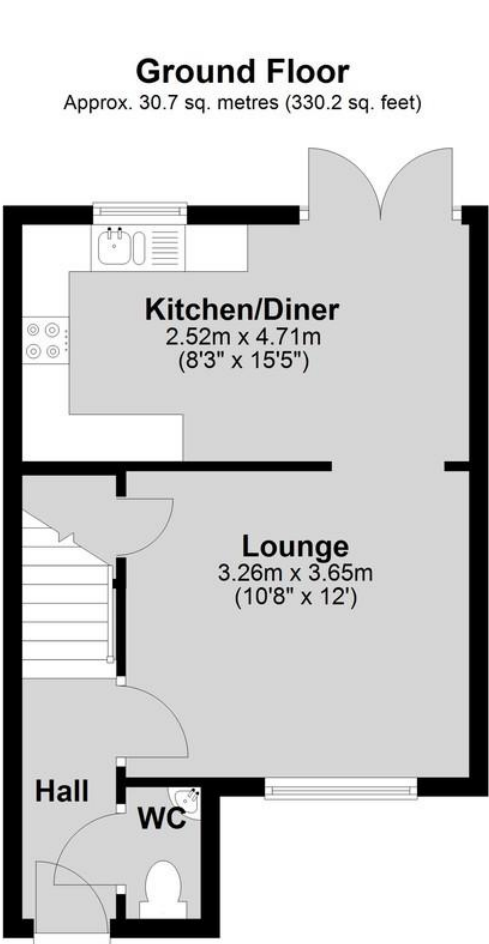 Ground Floor
Approx. 30.7 sq. metres (330.2 sq. feet)
Kitchen/Diner
2.52m x 4.71m
(8'3" x 15'5")
Lounge
3.26m x 3.65m
(10'8" x 12')
Hall
WC